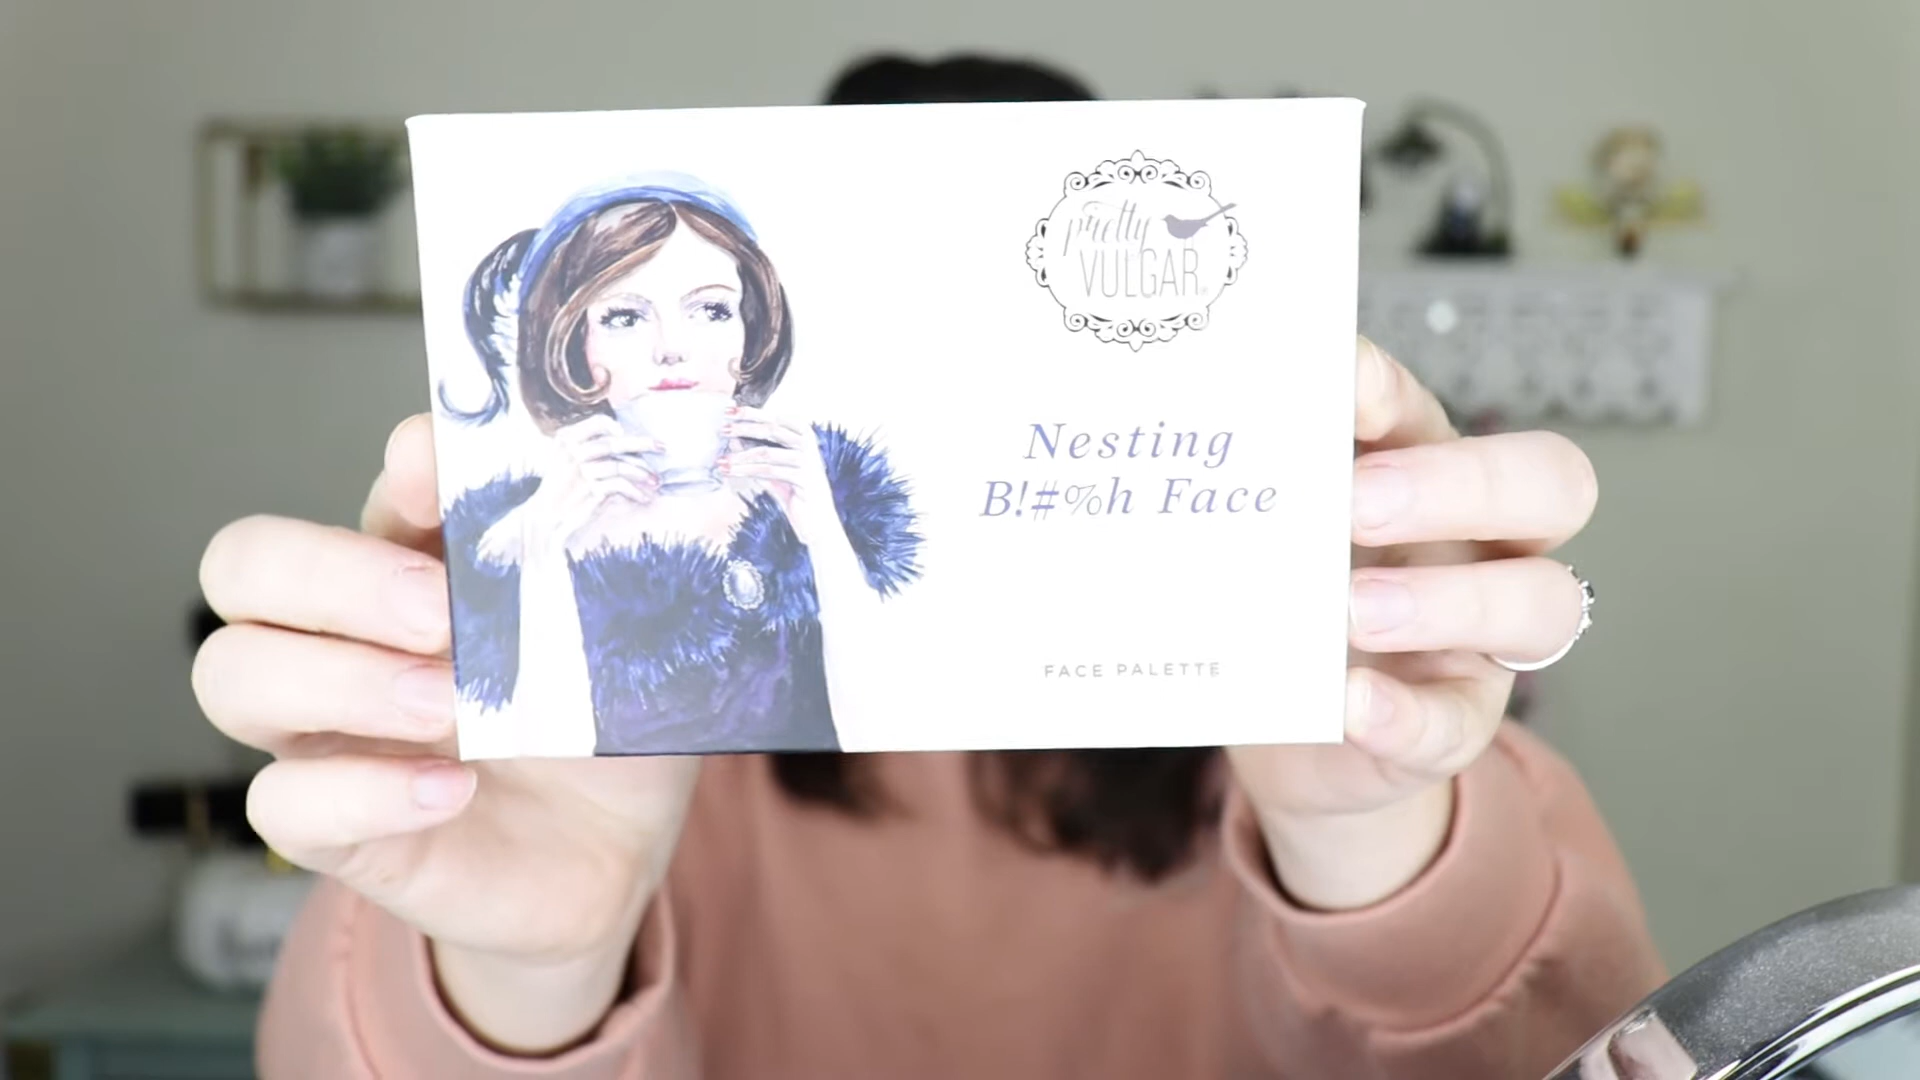 pretty
VULGAR®
Nesting
B!#%h Face
FACE PALETTE